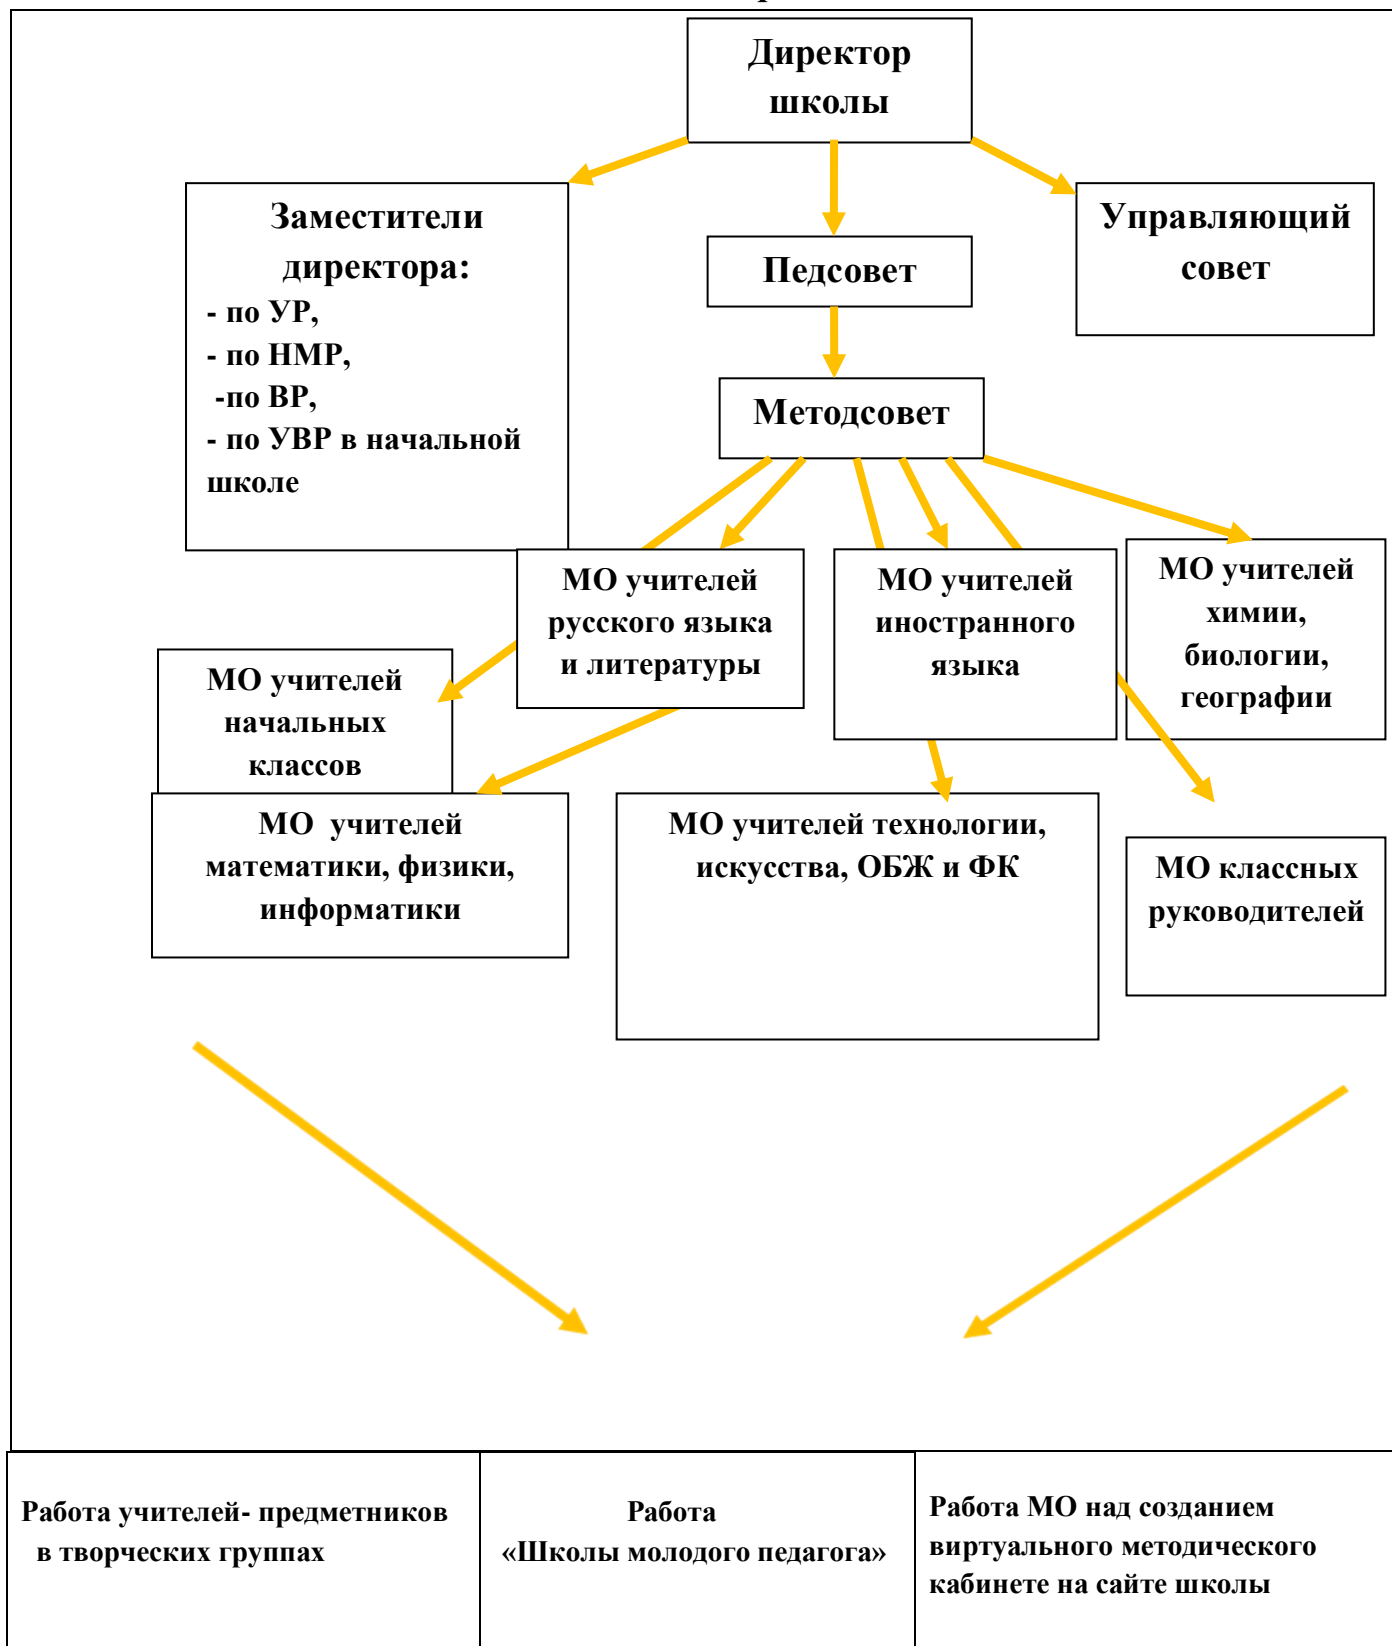 Директор
школы
Заместители
директора:
- по УР,
- по НМР,
-по ВР,
- по УВР в начальной
школе
Педсовет
Управляющий
совет
Методсовет
МО учителей
русского языка
и литературы
МО учителей
иностранного
языка
МО учителей
химии,
биологии,
географии
МО учителей
начальных
классов
МО учителей
математики, физики,
информатики
МО учителей технологии,
искусства, ОБЖ и ФК
МО классных
руководителей
Работа учителей- предметников
в творческих группах
Работа
«Школы молодого педагога»
Работа МО над созданием
виртуального методического
кабинете на сайте школы